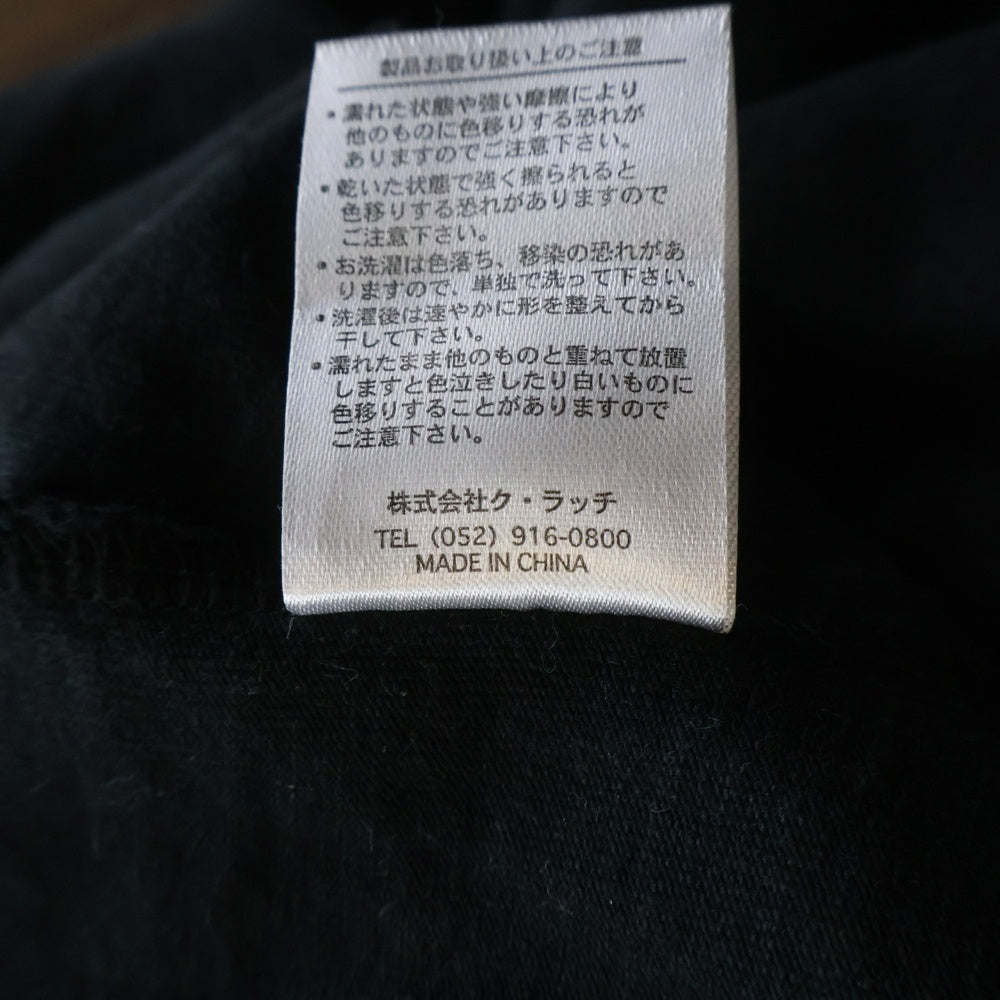 製品お取り扱い上のご注意
・濡れた状態や強い摩擦により
他のものに色移りする恐れが
ありますのでご注意下さい。
・乾いた状態で強く擦られると
色移りする恐れがありますので
ご注意下さい。
・お洗濯は色落ち、移染の恐れがあ
りますので、単独で洗って下さい。
・洗濯後は速やかに形を整えてから
干して下さい。
・濡れたまま他のものと重ねて放置
しますと色泣きしたり白いものに
色移りすることがありますので
ご注意下さい。
株式会社ク・ラッチ
TEL (052) 916-0800
MADE IN CHINA